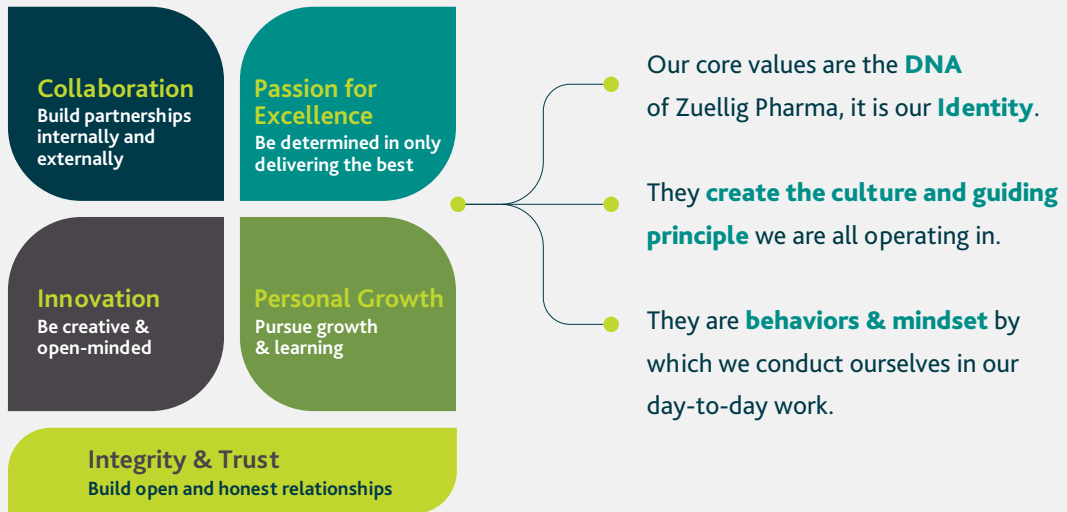 Collaboration
Build partnerships
internally and
externally
Passion for
Excellence
Be determined in only
delivering the best
Innovation
Be creative &
open-minded
Personal Growth
Pursue growth
& learning
Integrity & Trust
Build open and honest relationships
Our core values are the DNA
of Zuellig Pharma, it is our Identity.
They create the culture and guiding
principle we are all operating in.
They are behaviors & mindset by
which we conduct ourselves in our
day-to-day work.